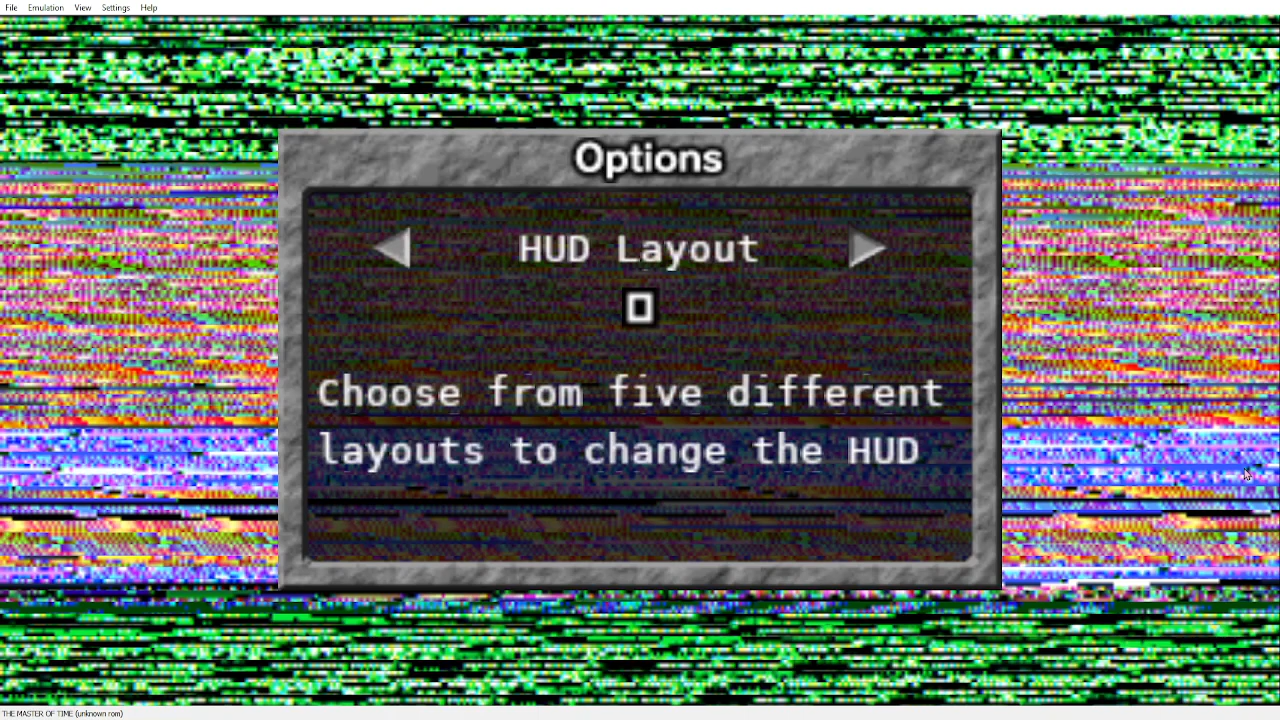 File Emulation View Settings Help
Options
HUD Layout
0
Choose from five different
layouts to change the HUD
THE MASTER OF TIME (unknown rom)